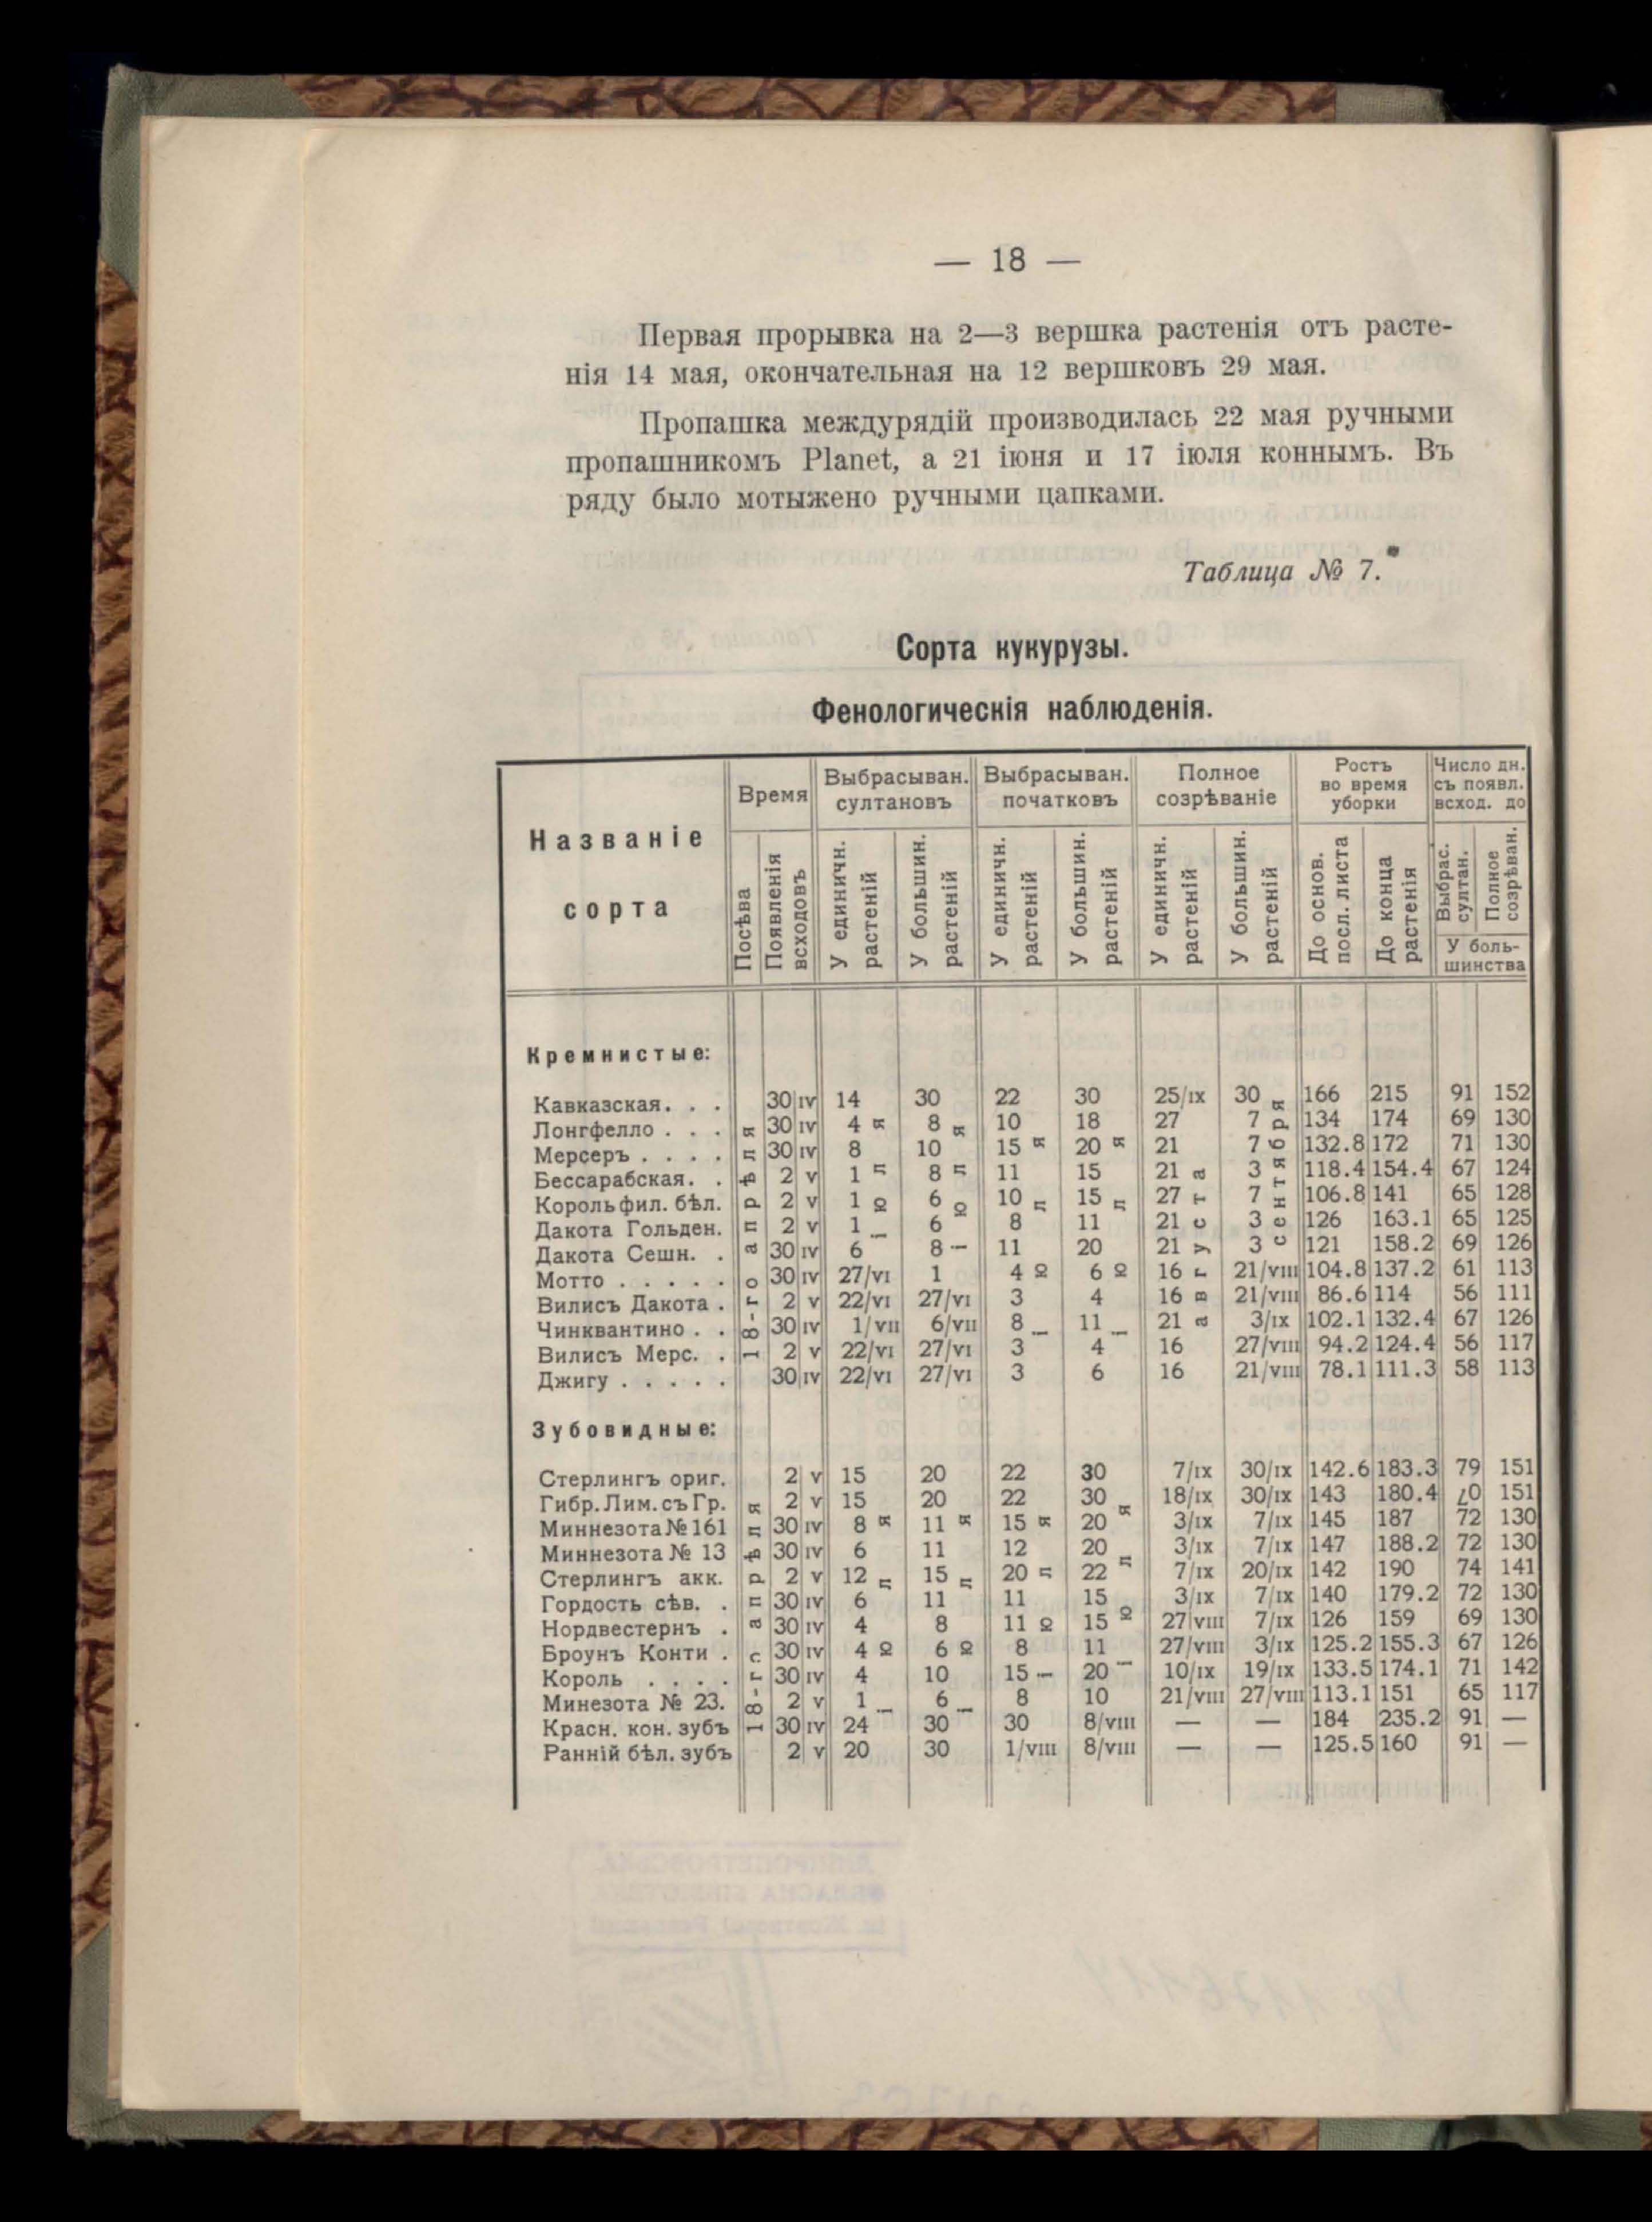 — 18 —
Первая прорывка на 2—3 вершка растенія отъ расте-
нія 14 мая, окончательная на 12 вершковъ 29 мая.
Пропашка междурядій производилась 22 мая ручными
пропашникомъ Planet, а 21 іюня и 17 іюля коннымъ. Въ
ряду было мотыжено ручными цапками.
Таблица № 7.
Сорта кукурузы.
Фенологическія наблюденія.
Названіе сорта
Время
Выбрасыван. султановъ
Выбрасыван. початковъ
Полное созрѣваніе
Ростъ во время уборки
Число дн. съ появл. всход. до
Посѣва
Появленія всходовъ
У единичн. растеній
У большин. растеній
У единичн. растеній
У большин. растеній
У единичн. растеній
У большин. растеній
До основ. посл. листа
До конца растенія
Выбрас. султан.
Полное созрѣван.
У боль-
шинства
Кремнистые:
18-го апрѣля
іюля
іюля
іюля
іюля
августа
сентября
Кавказская. . . 30 IV 14 30 22 30 25/IX 30 166 215 91 152
Лонгфелло . . . 30 IV 4 8 10 18 27 7 134 174 69 130
Мерсеръ . . . . 30 IV 8 10 15 20 21 7 132.8 172 71 130
Бессарабская. . 2 V 1 8 11 15 21 3 118.4 154.4 67 124
Король фил. бѣл. 2 V 1 6 10 15 27 7 106.8 141 65 128
Дакота Гольден. 2 V 1 6 8 11 21 3 126 163.1 65 125
Дакота Сешн. . 30 IV 6 8 11 20 21 3 121 158.2 69 126
Мотто . . . . . 30 IV 27/VI 1 4 6 16 21/VIII 104.8 137.2 61 113
Вилисъ Дакота . 2 V 22/VI 27/VI 3 4 16 21/VIII 86.6 114 56 111
Чинквантино . . 30 IV 1/VII 6/VII 8 11 21 3/IX 102.1 132.4 67 126
Вилисъ Мерс. . 2 V 22/VI 27/VI 3 4 16 27/VIII 94.2 124.4 56 117
Джигу . . . . . 30 IV 22/VI 27/VI 3 6 16 21/VIII 78.1 111.3 58 113
Зубовидные:
18-го апрѣля
іюля
іюля
іюля
іюля
Стерлингъ ориг. 2 V 15 20 22 30 7/IX 30/IX 142.6 183.3 79 151
Гибр. Лим. съ Гр. 2 V 15 20 22 30 18/IX 30/IX 143 180.4 70 151
Миннезота № 161 30 IV 8 11 15 20 3/IX 7/IX 145 187 72 130
Миннезота № 13 30 IV 6 11 12 20 3/IX 7/IX 147 188.2 72 130
Стерлингъ акк. 2 V 12 15 20 22 7/IX 20/IX 142 190 74 141
Гордость сѣв. . 30 IV 6 11 11 15 3/IX 7/IX 140 179.2 72 130
Нордвестернъ . 30 IV 4 8 11 15 27/VIII 7/IX 126 159 69 130
Броунъ Конти . 30 IV 4 6 8 11 27/VIII 3/IX 125.2 155.3 67 126
Король . . . . 30 IV 4 10 15 20 10/IX 19/IX 133.5 174.1 71 142
Минезота № 23. 2 V 1 6 8 10 21/VIII 27/VIII 113.1 151 65 117
Красн. кон. зубъ 30 IV 24 30 30 8/VIII — — 184 235.2 91 —
Ранній бѣл. зубъ 2 V 20 30 1/VIII 8/VIII — — 125.5 160 91 —